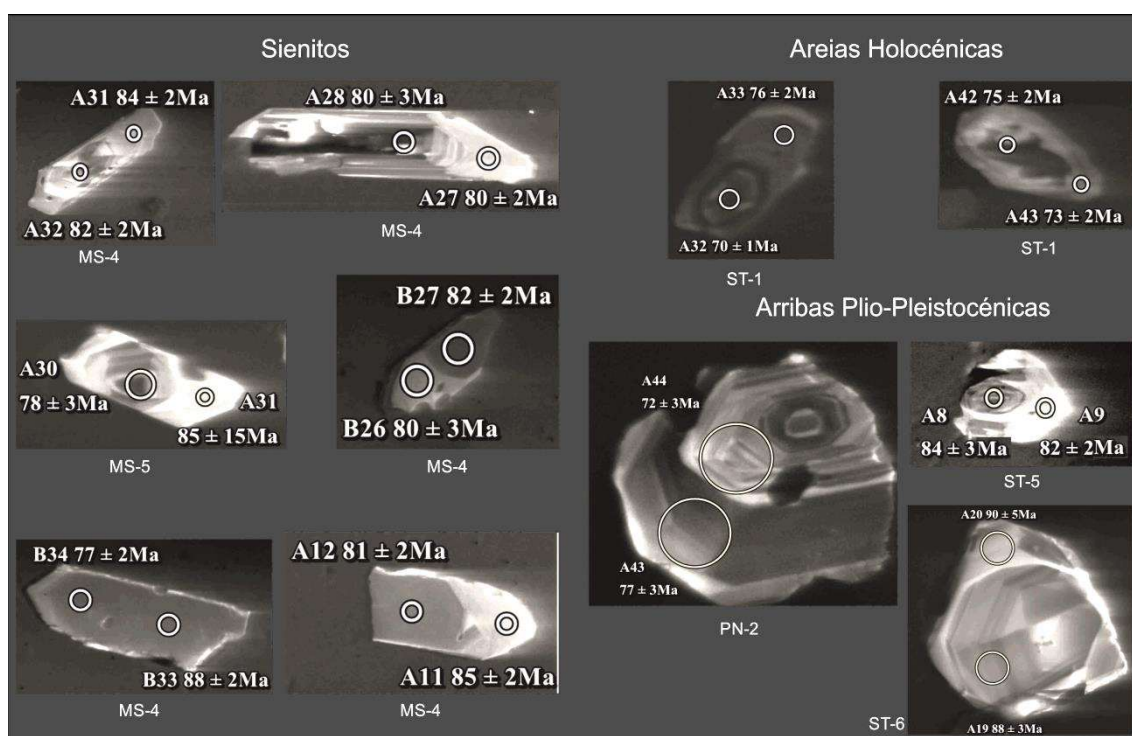 Sienitos
A31 84 ± 2Ma
A32 82 ± 2Ma
MS-4
A28 80 ± 3Ma
A27 80 ± 2Ma
MS-4
A30
78 ± 3Ma
A31
85 ± 15Ma
MS-5
B27 82 ± 2Ma
B26 80 ± 3Ma
MS-4
B34 77 ± 2Ma
B33 88 ± 2Ma
MS-4
A12 81 ± 2Ma
A11 85 ± 2Ma
MS-4
Areias Holocénicas
A33 76 ± 2Ma
A32 70 ± 1Ma
ST-1
A42 75 ± 2Ma
A43 73 ± 2Ma
ST-1
Arribas Plio-Pleistocénicas
A44
72 ± 3Ma
A43
77 ± 3Ma
PN-2
A8
84 ± 3Ma
A9
82 ± 2Ma
ST-5
A20 90 ± 5Ma
A19 88 ± 3Ma
ST-6